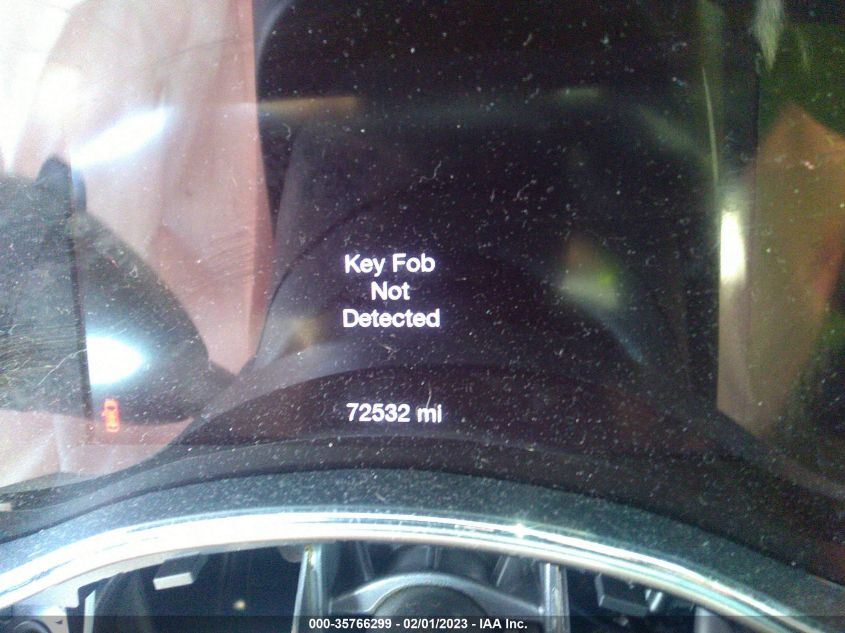 Key Fob
Not
Detected
72532 mi
000-35766299 - 02/01/2023 - IAA Inc.